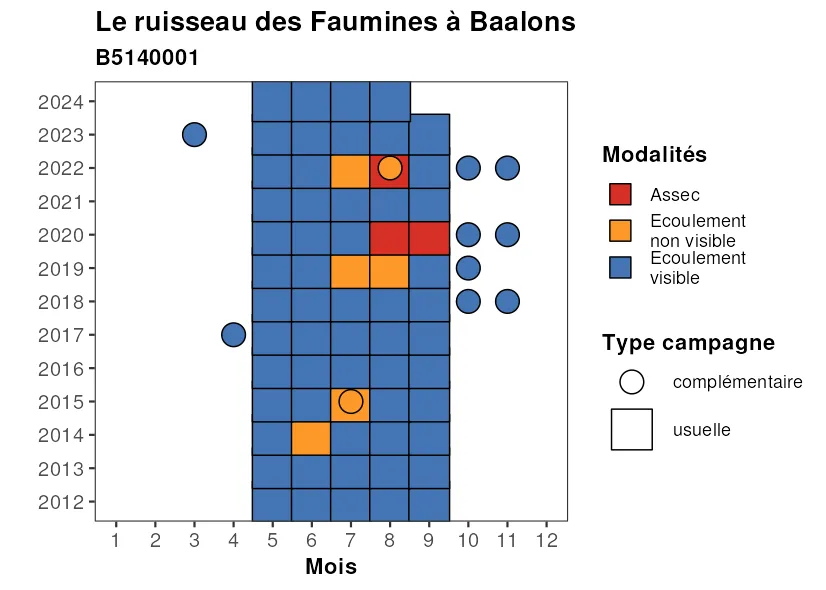 Le ruisseau des Faumines à Baalons
B5140001
2024
2023
2022
2021
2020
2019
2018
2017
2016
2015
2014
2013
2012
1 2 3 4 5 6 7 8 9 10 11 12
Mois
Modalités
Assec
Ecoulement
non visible
Ecoulement
visible
Type campagne
complémentaire
usuelle